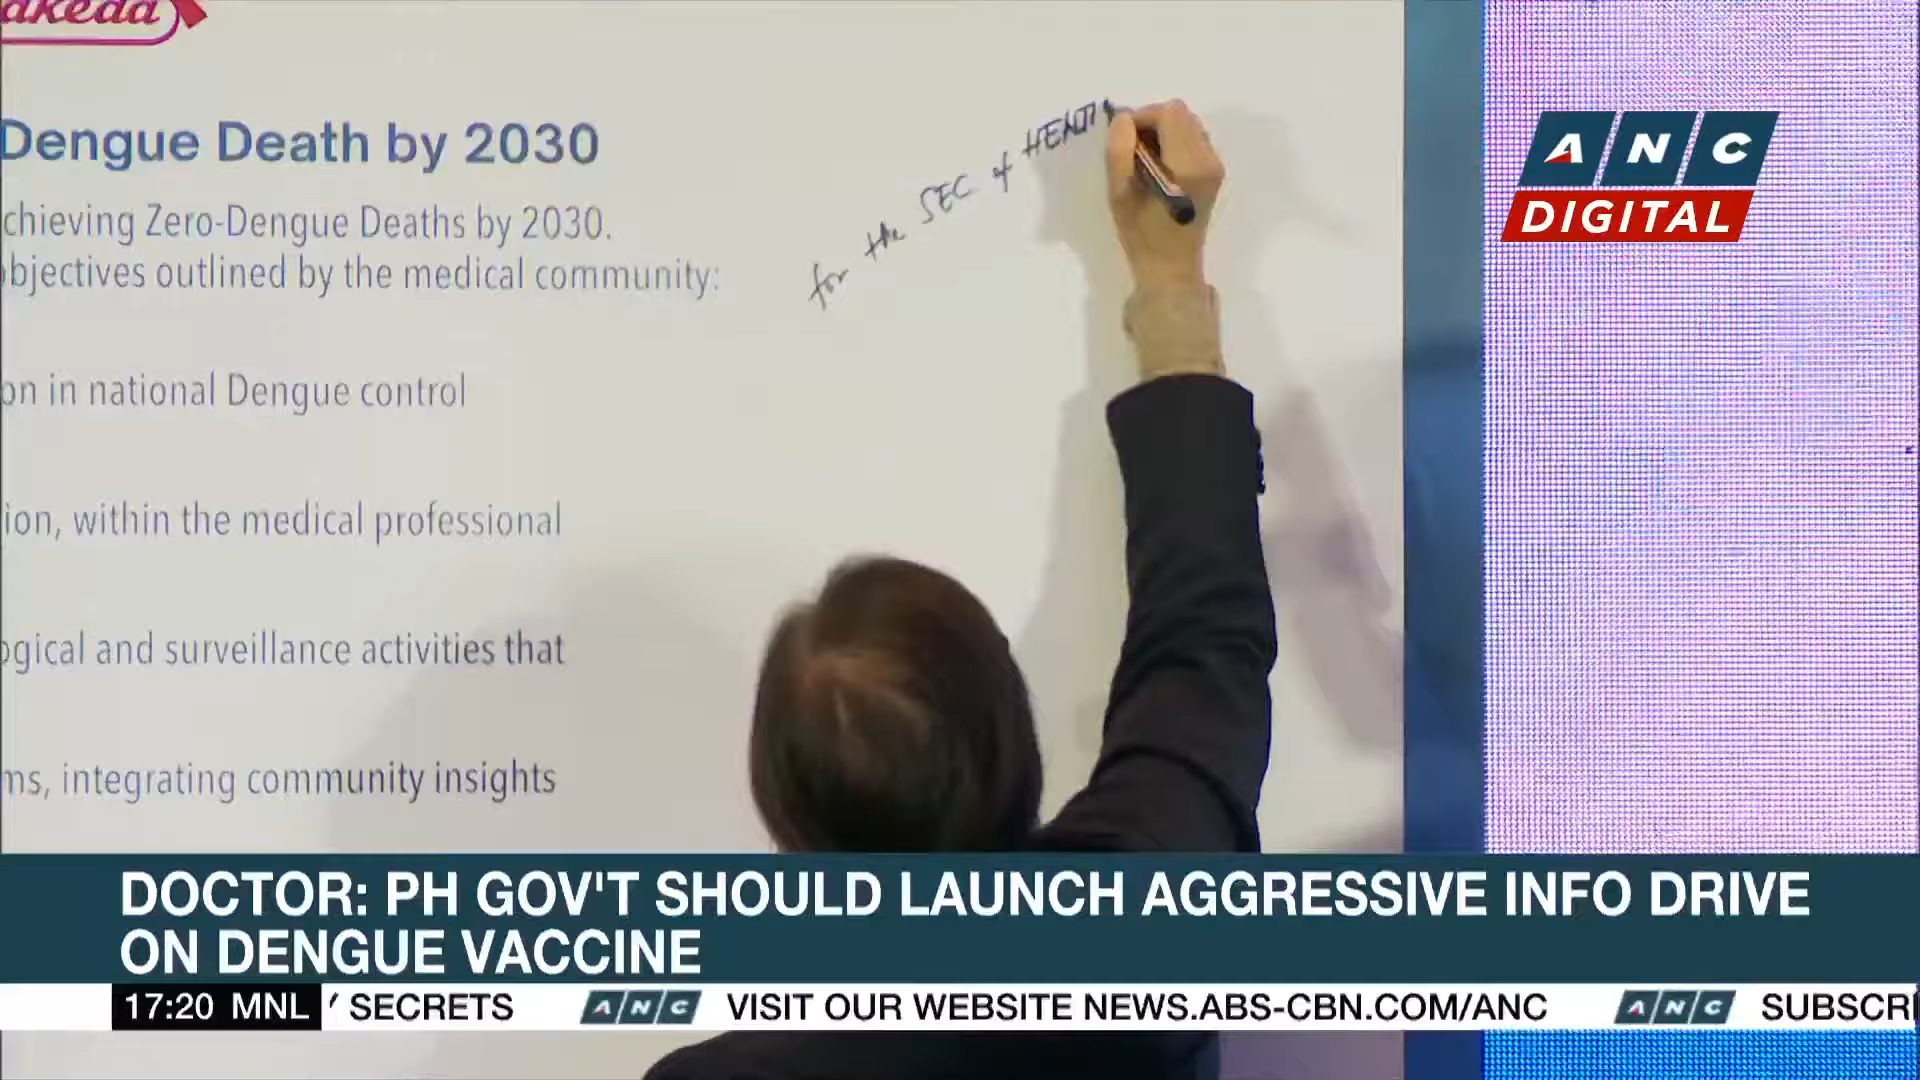 akeda
Dengue Death by 2030
chieving Zero-Dengue Deaths by 2030.
bjectives outlined by the medical community:
on in national Dengue control
ion, within the medical professional
ogical and surveillance activities that
ms, integrating community insights
for the SEC of HEALTH
ANC
DIGITAL
DOCTOR: PH GOV'T SHOULD LAUNCH AGGRESSIVE INFO DRIVE
ON DENGUE VACCINE
17:20 MNL Y SECRETS ANC VISIT OUR WEBSITE NEWS.ABS-CBN.COM/ANC ANC SUBSCRI